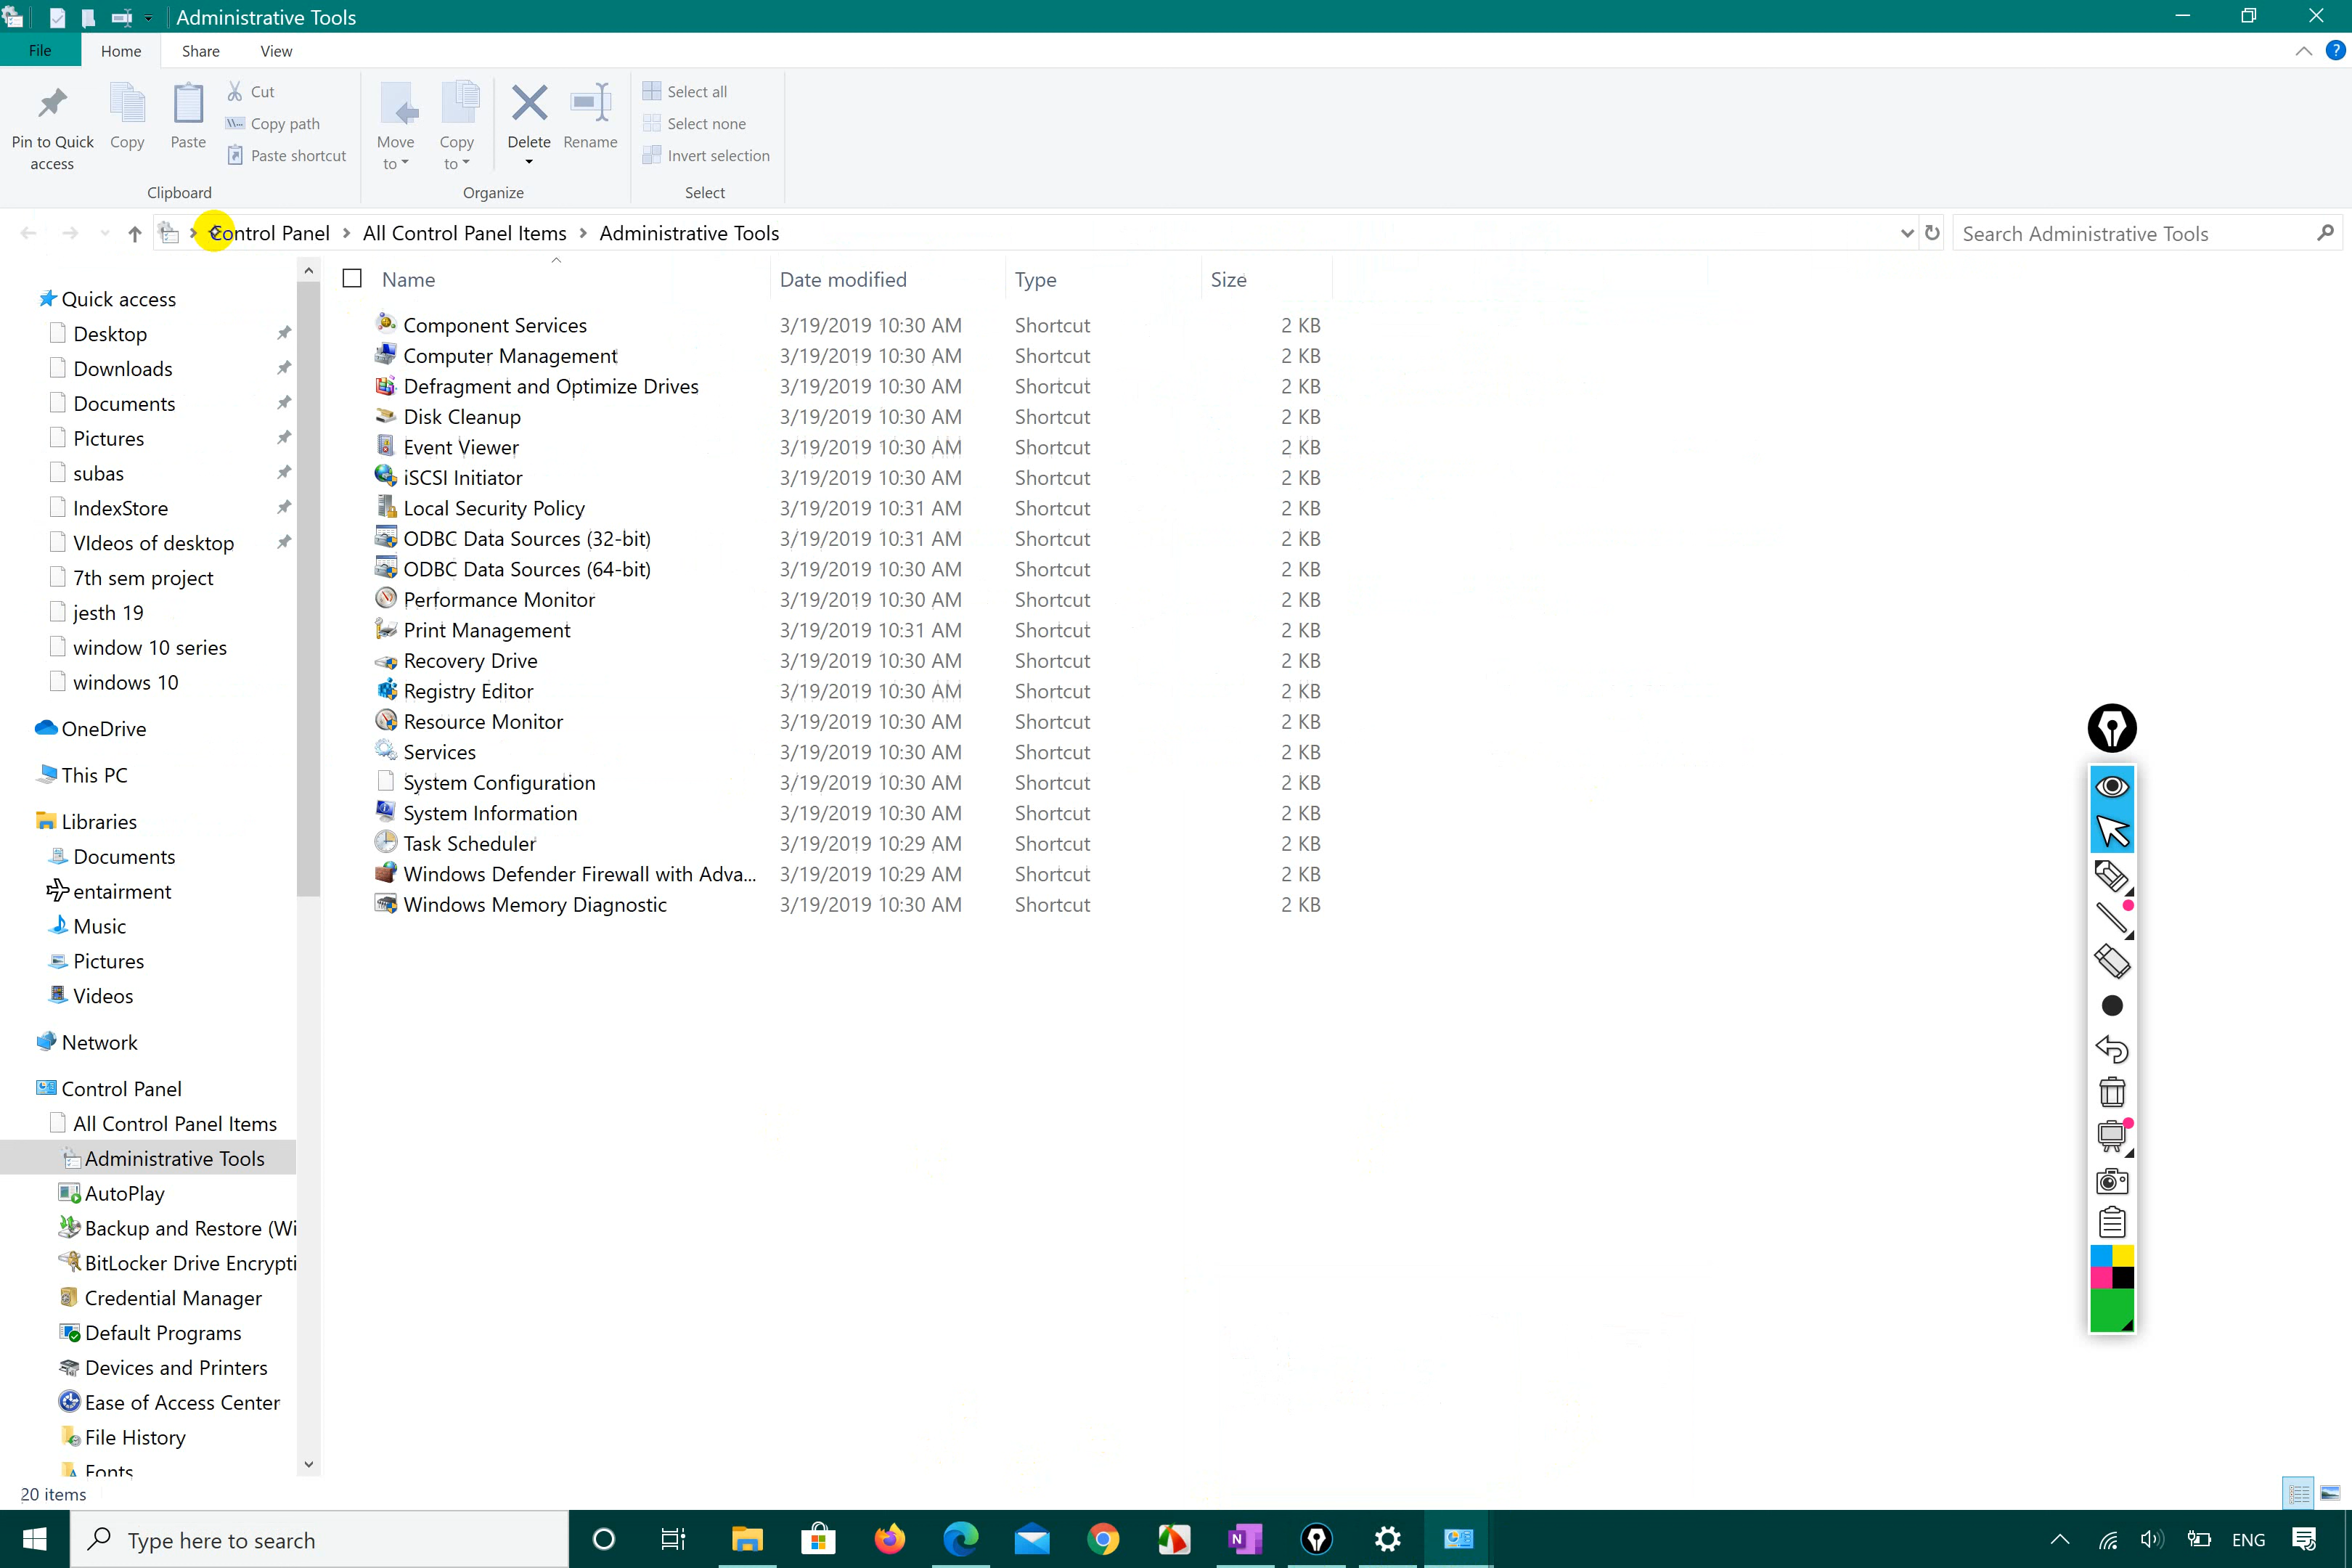 Administrative Tools
File Home Share View
Pin to Quick access
Copy
Paste
Cut
Copy path
Paste shortcut
Clipboard
Move to
Copy to
Delete
Rename
Organize
Select all
Select none
Invert selection
Select
Control Panel > All Control Panel Items > Administrative Tools
Search Administrative Tools
Quick access
Desktop
Downloads
Documents
Pictures
subas
IndexStore
VIdeos of desktop
7th sem project
jesth 19
window 10 series
windows 10
OneDrive
This PC
Libraries
Documents
entairment
Music
Pictures
Videos
Network
Control Panel
All Control Panel Items
Administrative Tools
AutoPlay
Backup and Restore (Wi
BitLocker Drive Encrypti
Credential Manager
Default Programs
Devices and Printers
Ease of Access Center
File History
Fonts
Name Date modified Type Size
Component Services 3/19/2019 10:30 AM Shortcut 2 KB
Computer Management 3/19/2019 10:30 AM Shortcut 2 KB
Defragment and Optimize Drives 3/19/2019 10:30 AM Shortcut 2 KB
Disk Cleanup 3/19/2019 10:30 AM Shortcut 2 KB
Event Viewer 3/19/2019 10:30 AM Shortcut 2 KB
iSCSI Initiator 3/19/2019 10:30 AM Shortcut 2 KB
Local Security Policy 3/19/2019 10:31 AM Shortcut 2 KB
ODBC Data Sources (32-bit) 3/19/2019 10:31 AM Shortcut 2 KB
ODBC Data Sources (64-bit) 3/19/2019 10:30 AM Shortcut 2 KB
Performance Monitor 3/19/2019 10:30 AM Shortcut 2 KB
Print Management 3/19/2019 10:31 AM Shortcut 2 KB
Recovery Drive 3/19/2019 10:30 AM Shortcut 2 KB
Registry Editor 3/19/2019 10:30 AM Shortcut 2 KB
Resource Monitor 3/19/2019 10:30 AM Shortcut 2 KB
Services 3/19/2019 10:30 AM Shortcut 2 KB
System Configuration 3/19/2019 10:30 AM Shortcut 2 KB
System Information 3/19/2019 10:30 AM Shortcut 2 KB
Task Scheduler 3/19/2019 10:29 AM Shortcut 2 KB
Windows Defender Firewall with Adva... 3/19/2019 10:29 AM Shortcut 2 KB
Windows Memory Diagnostic 3/19/2019 10:30 AM Shortcut 2 KB
20 items
Type here to search
ENG